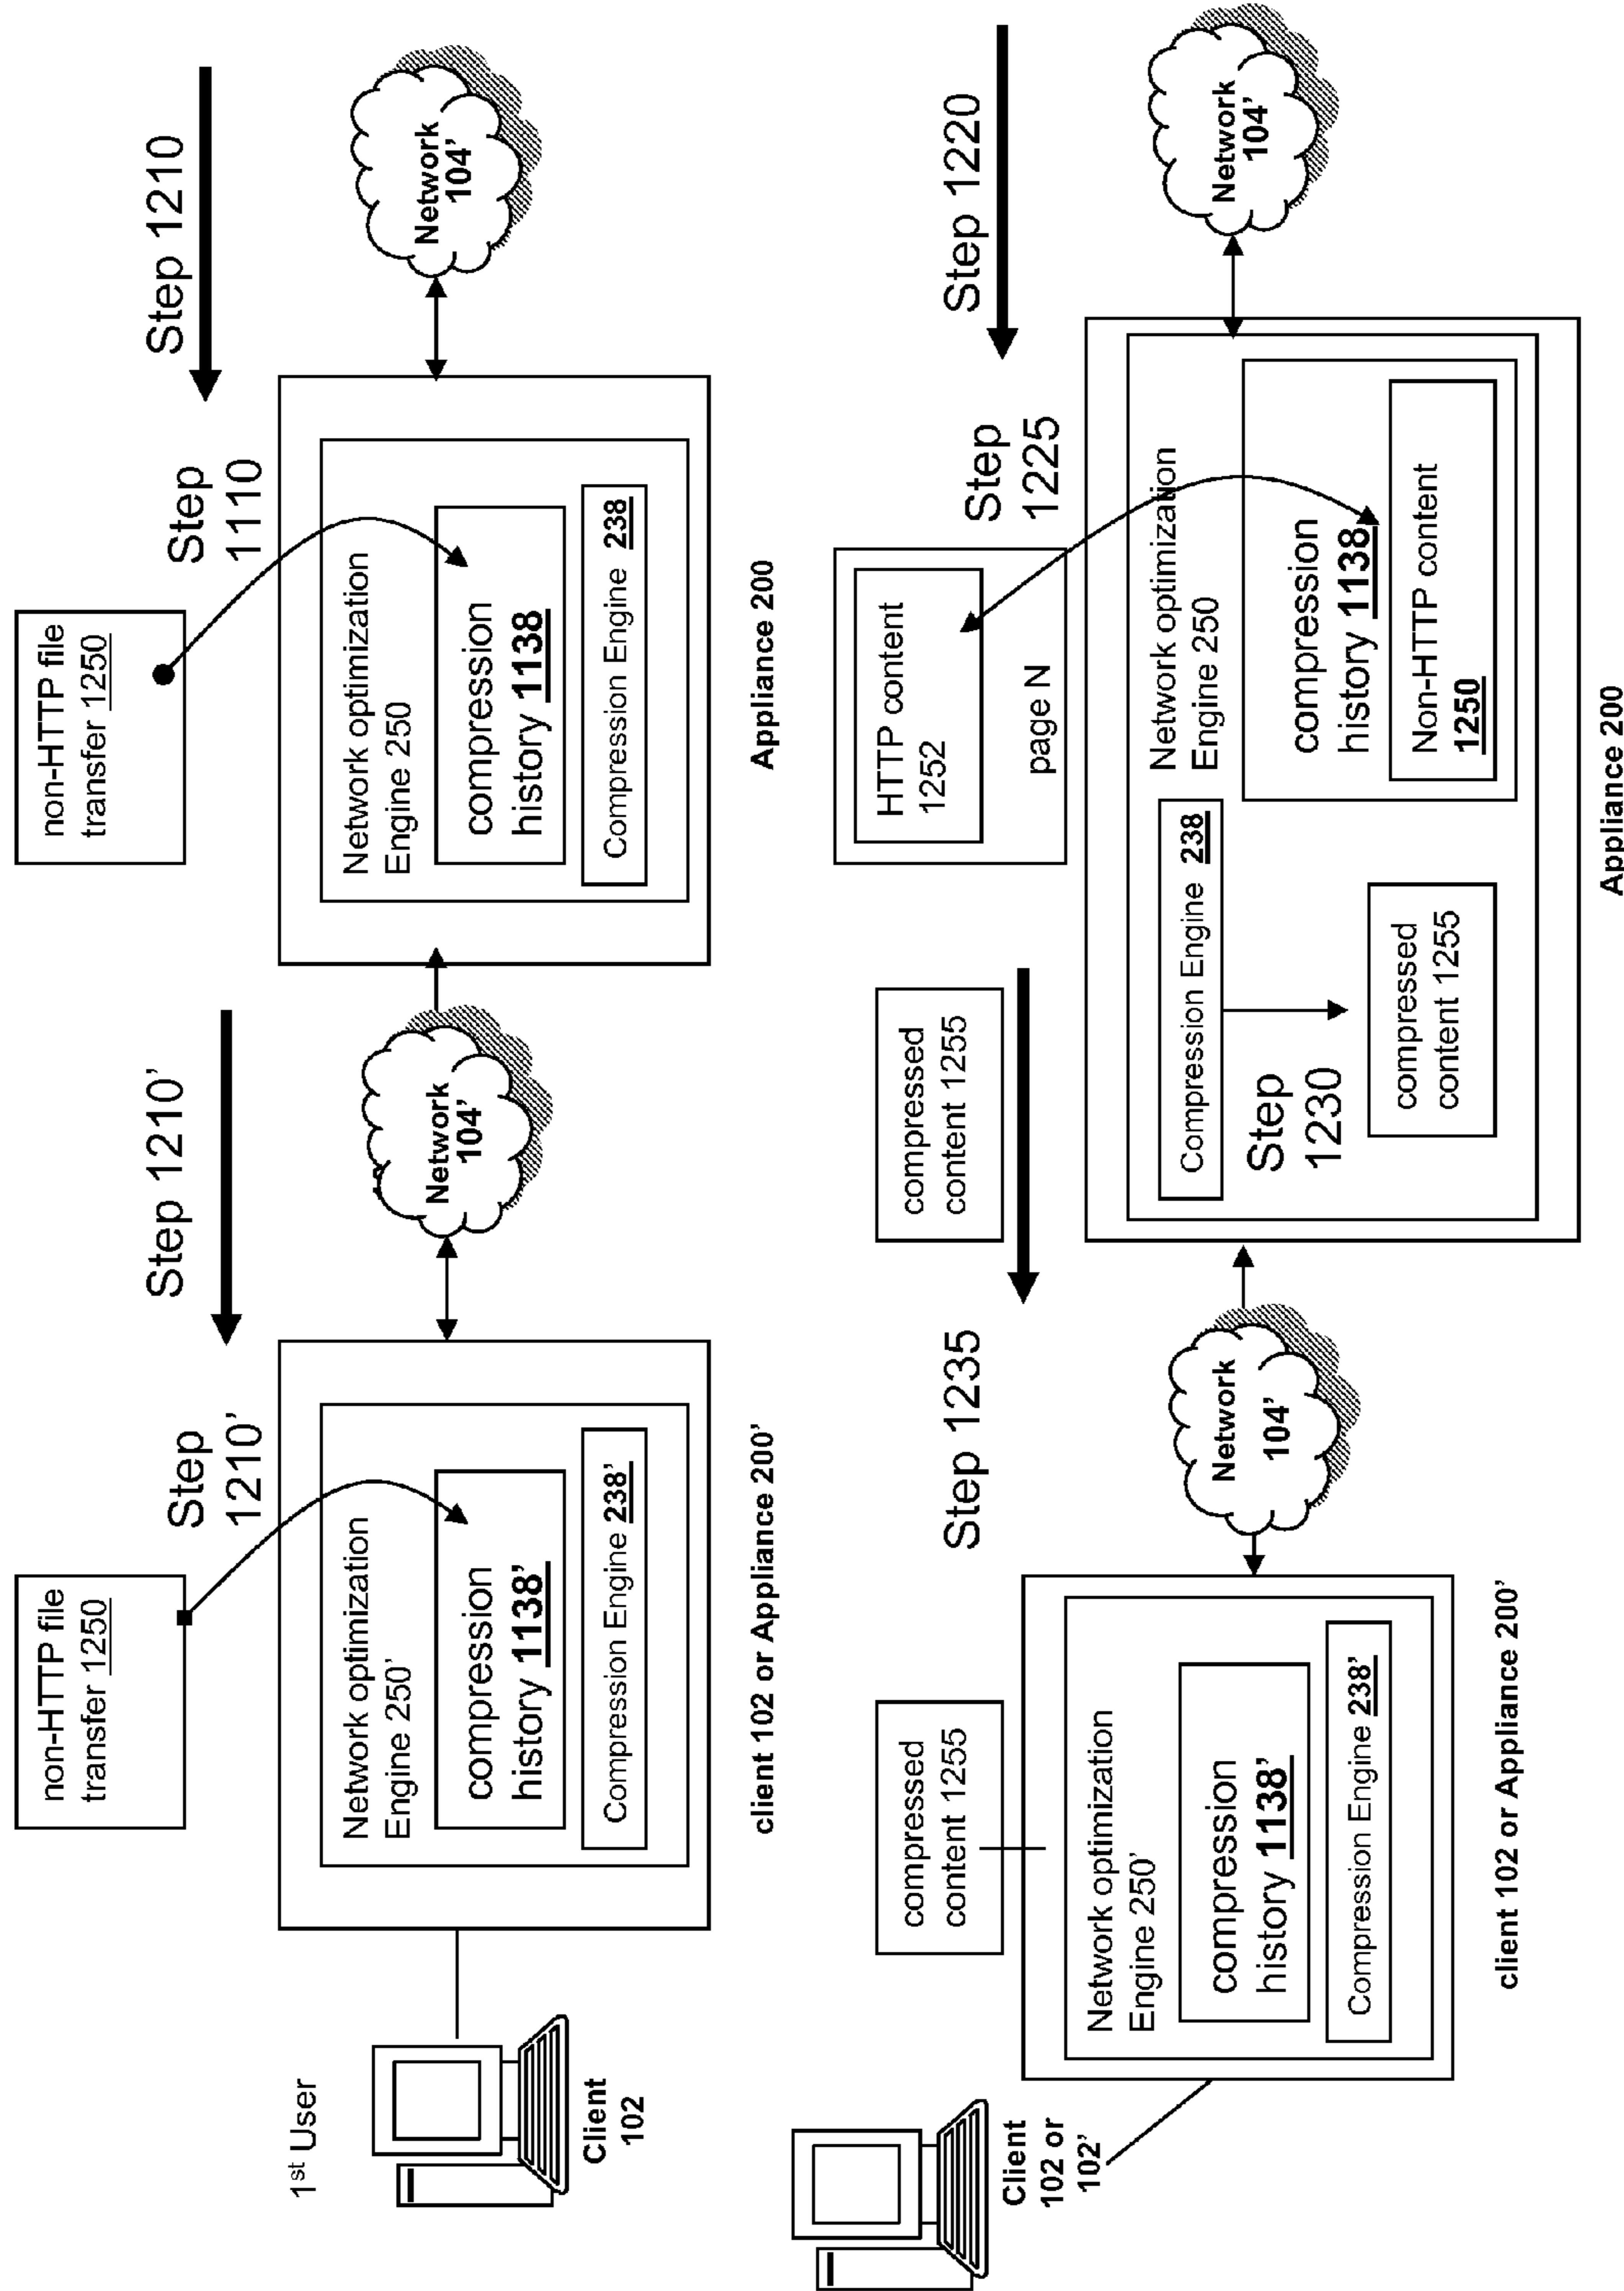 1st User
Client
102
non-HTTP file
transfer 1250
Step
1210’
Network optimization
Engine 250’
compression
history 1138’
Compression Engine 238’
client 102 or Appliance 200’
Step 1210’
Network
104’
non-HTTP file
transfer 1250
Step
1110
Network optimization
Engine 250
compression
history 1138
Compression Engine 238
Appliance 200
Step 1210
Network
104’
Client
102 or
102’
compressed
content 1255
Network optimization
Engine 250’
compression
history 1138’
Compression Engine 238’
client 102 or Appliance 200’
Step 1235
Network
104’
compressed
content 1255
HTTP content
1252
page N
Step
1225
Compression Engine 238
Network optimization
Engine 250
Step
1230
compressed
content 1255
compression
history 1138
Non-HTTP content
1250
Appliance 200
Step 1220
Network
104’